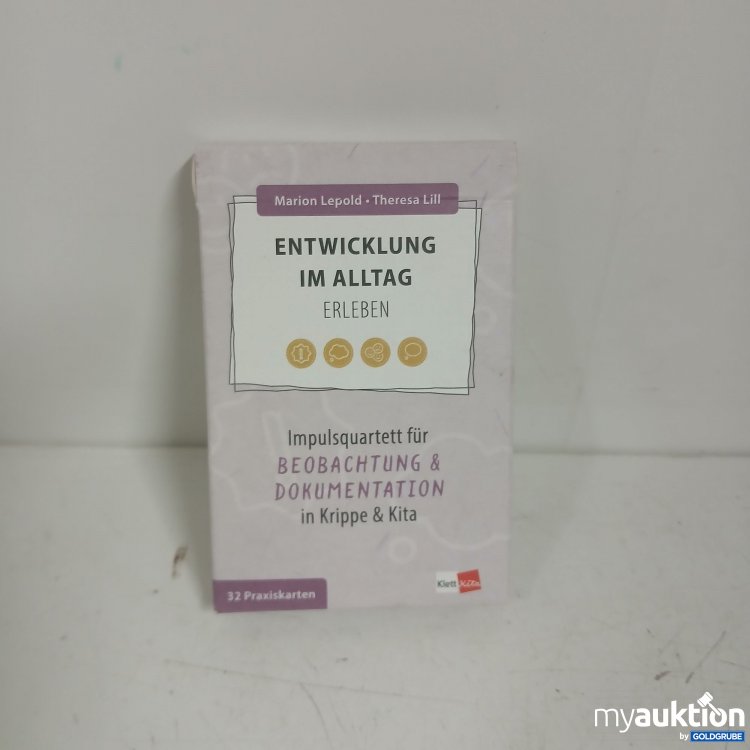 Marion Lepold • Theresa Lill
ENTWICKLUNG
IM ALLTAG
ERLEBEN
Impulsquartett für
BEOBACHTUNG &
DOKUMENTATION
in Krippe & Kita
32 Praxiskarten
Klett Kita
myauktion
by GOLDGRUBE